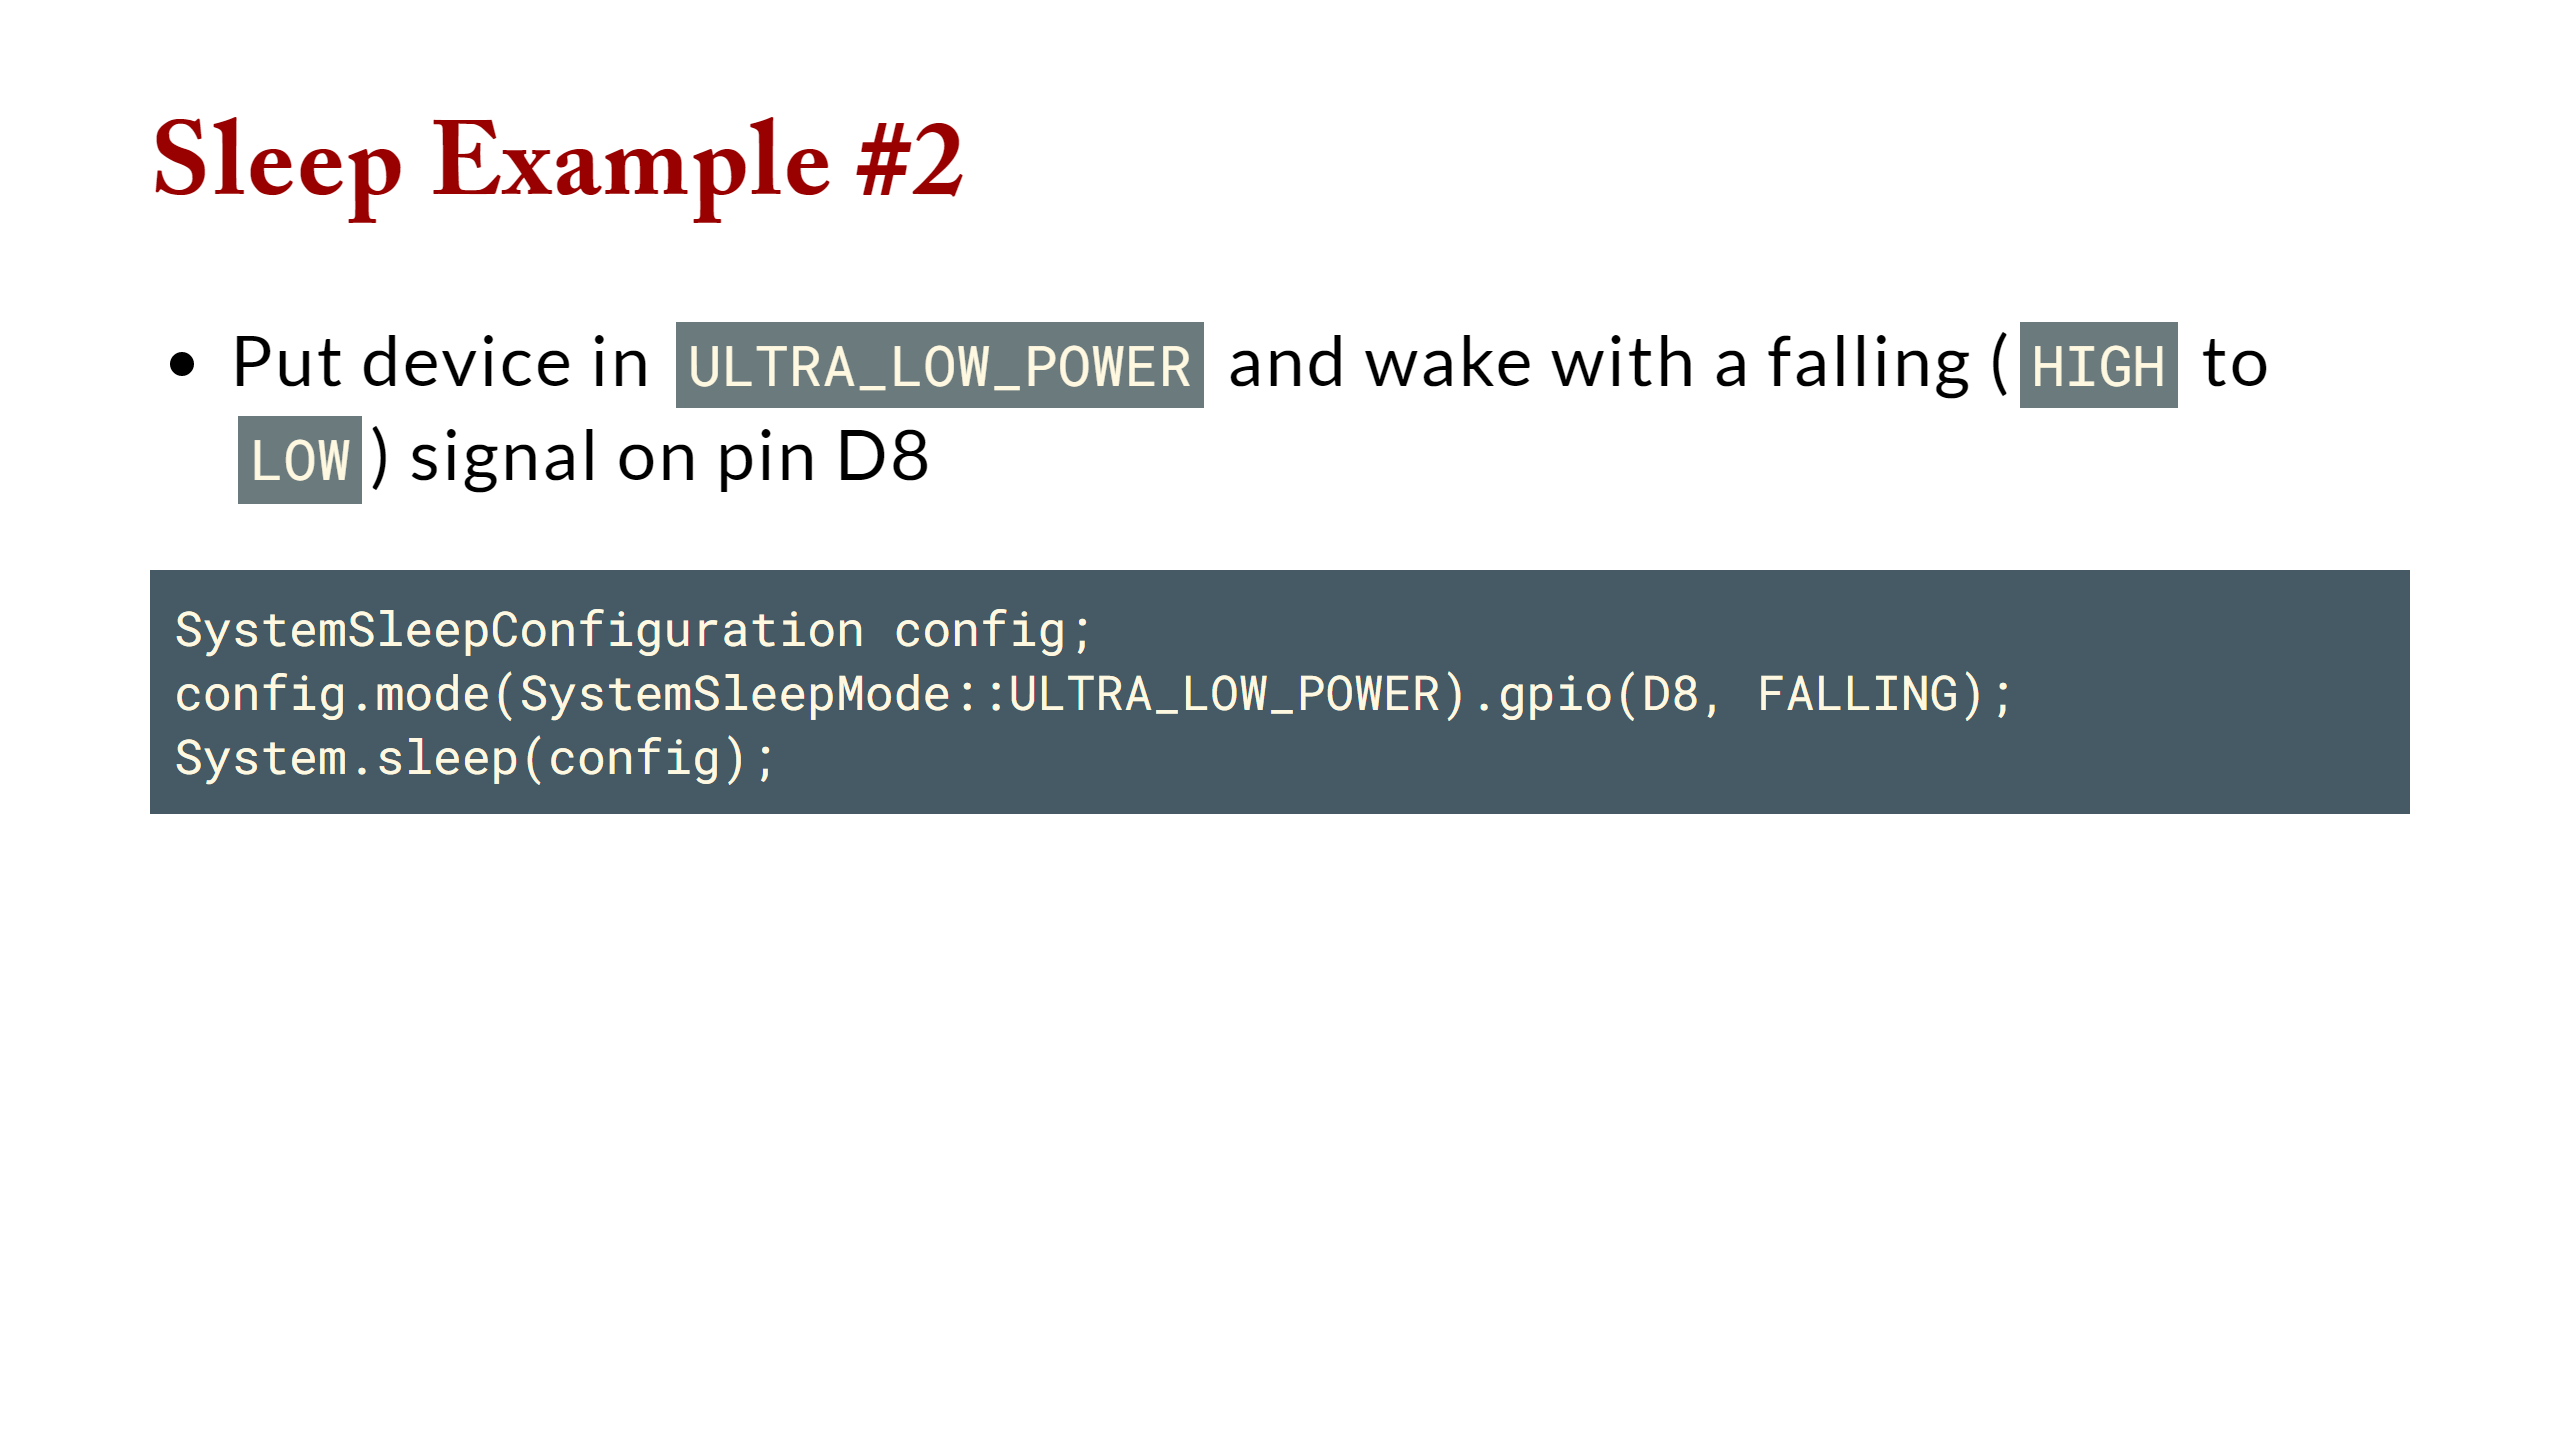 Sleep Example #2
• Put device in ULTRA_LOW_POWER and wake with a falling (HIGH to
LOW) signal on pin D8
SystemSleepConfiguration config;
config.mode(SystemSleepMode::ULTRA_LOW_POWER).gpio(D8, FALLING);
System.sleep(config);